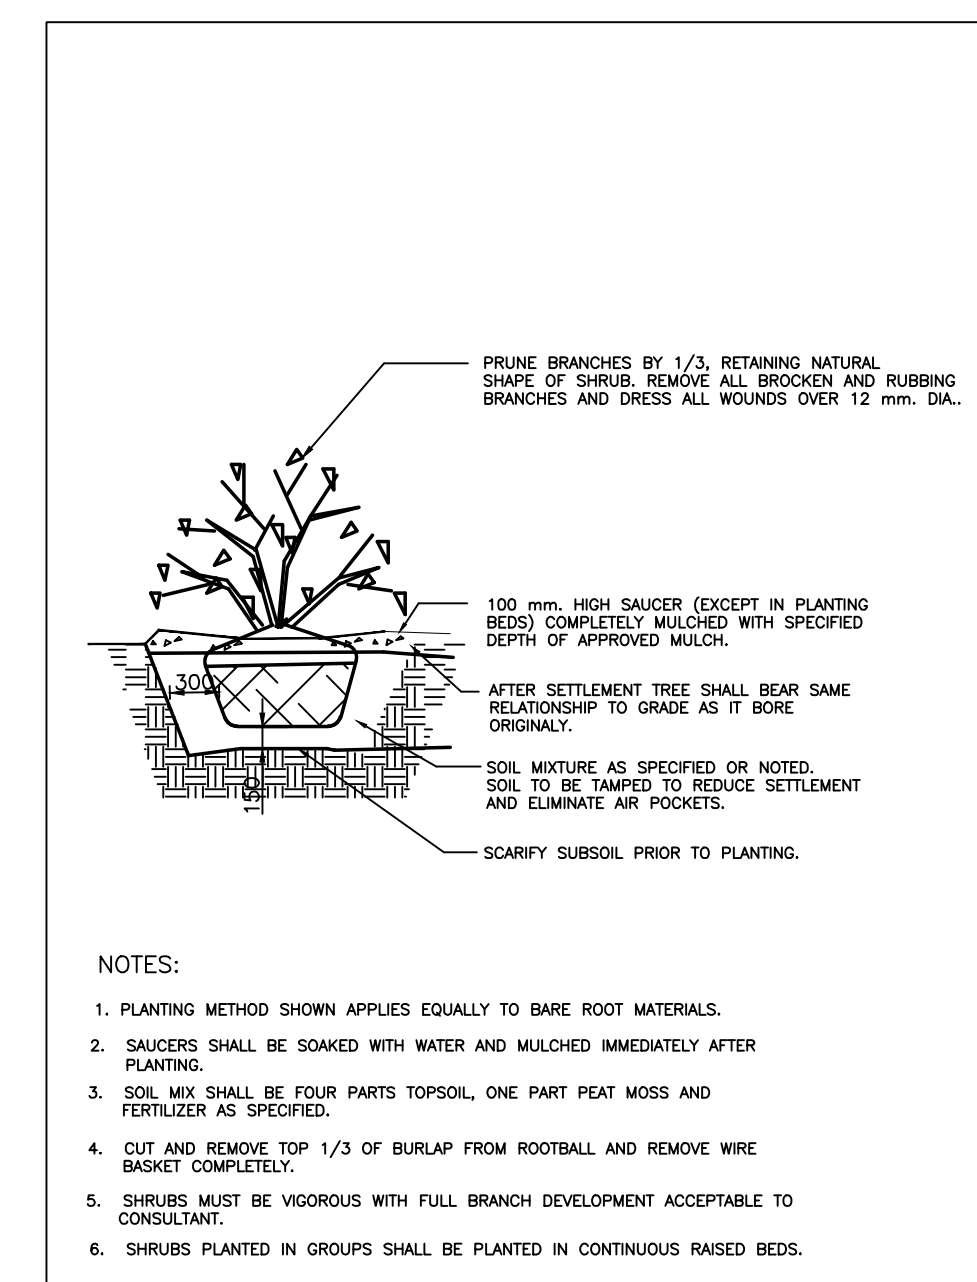 PRUNE BRANCHES BY 1/3, RETAINING NATURAL
SHAPE OF SHRUB. REMOVE ALL BROCKEN AND RUBBING
BRANCHES AND DRESS ALL WOUNDS OVER 12 mm. DIA..
100 mm. HIGH SAUCER (EXCEPT IN PLANTING
BEDS) COMPLETELY MULCHED WITH SPECIFIED
DEPTH OF APPROVED MULCH.
300
AFTER SETTLEMENT TREE SHALL BEAR SAME
RELATIONSHIP TO GRADE AS IT BORE
ORIGINALY.
SOIL MIXTURE AS SPECIFIED OR NOTED.
SOIL TO BE TAMPED TO REDUCE SETTLEMENT
AND ELIMINATE AIR POCKETS.
150
SCARIFY SUBSOIL PRIOR TO PLANTING.
NOTES:
1. PLANTING METHOD SHOWN APPLIES EQUALLY TO BARE ROOT MATERIALS.
2. SAUCERS SHALL BE SOAKED WITH WATER AND MULCHED IMMEDIATELY AFTER
PLANTING.
3. SOIL MIX SHALL BE FOUR PARTS TOPSOIL, ONE PART PEAT MOSS AND
FERTILIZER AS SPECIFIED.
4. CUT AND REMOVE TOP 1/3 OF BURLAP FROM ROOTBALL AND REMOVE WIRE
BASKET COMPLETELY.
5. SHRUBS MUST BE VIGOROUS WITH FULL BRANCH DEVELOPMENT ACCEPTABLE TO
CONSULTANT.
6. SHRUBS PLANTED IN GROUPS SHALL BE PLANTED IN CONTINUOUS RAISED BEDS.